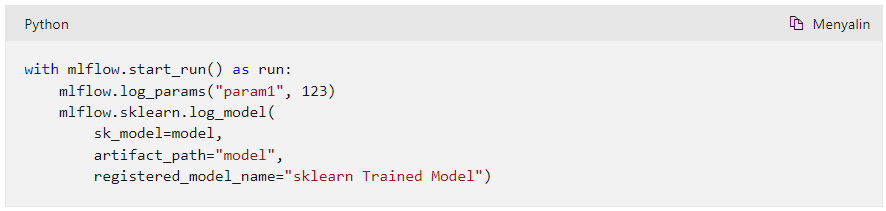 Python
Menyalin
with mlflow.start_run() as run:
    mlflow.log_params("param1", 123)
    mlflow.sklearn.log_model(
        sk_model=model,
        artifact_path="model",
        registered_model_name="sklearn Trained Model")